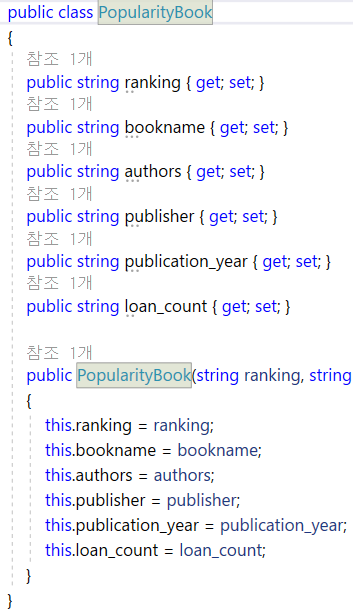 public class PopularityBook
{
참조 1개
public string ranking { get; set; }
참조 1개
public string bookname { get; set; }
참조 1개
public string authors { get; set; }
참조 1개
public string publisher { get; set; }
참조 1개
public string publication_year { get; set; }
참조 1개
public string loan_count { get; set; }
참조 1개
public PopularityBook(string ranking, string
{
this.ranking = ranking;
this.bookname = bookname;
this.authors = authors;
this.publisher = publisher;
this.publication_year = publication_year;
this.loan_count = loan_count;
}
}